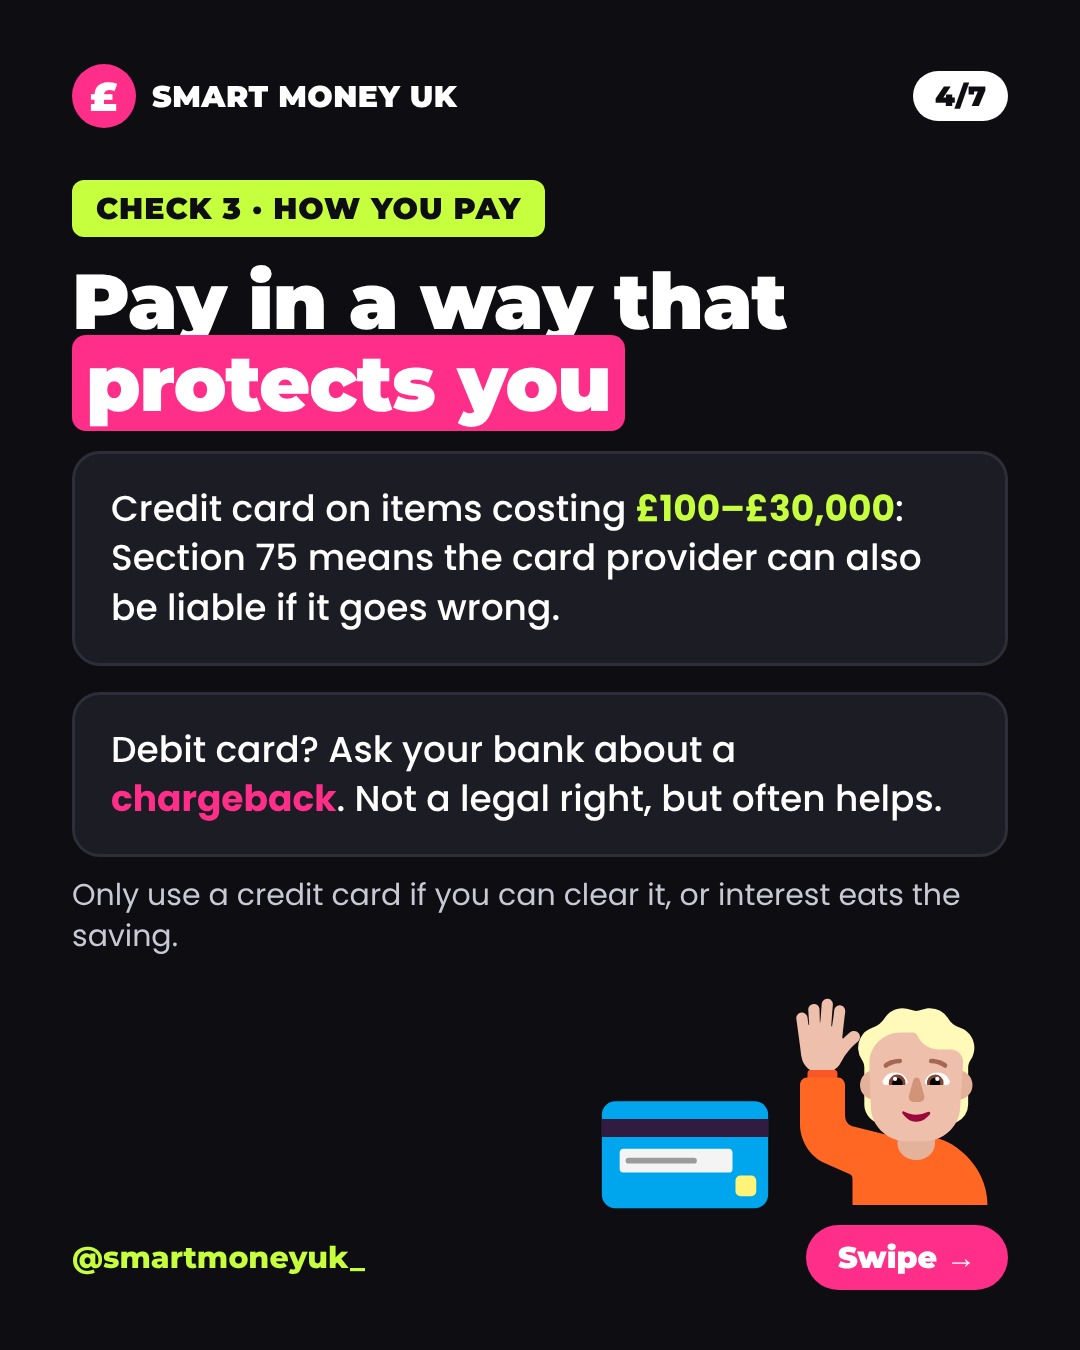 £ SMART MONEY UK
4/7
CHECK 3 • HOW YOU PAY
Pay in a way that
protects you
Credit card on items costing £100–£30,000:
Section 75 means the card provider can also
be liable if it goes wrong.
Debit card? Ask your bank about a
chargeback. Not a legal right, but often helps.
Only use a credit card if you can clear it, or interest eats the
saving.
@smartmoneyuk_
Swipe →